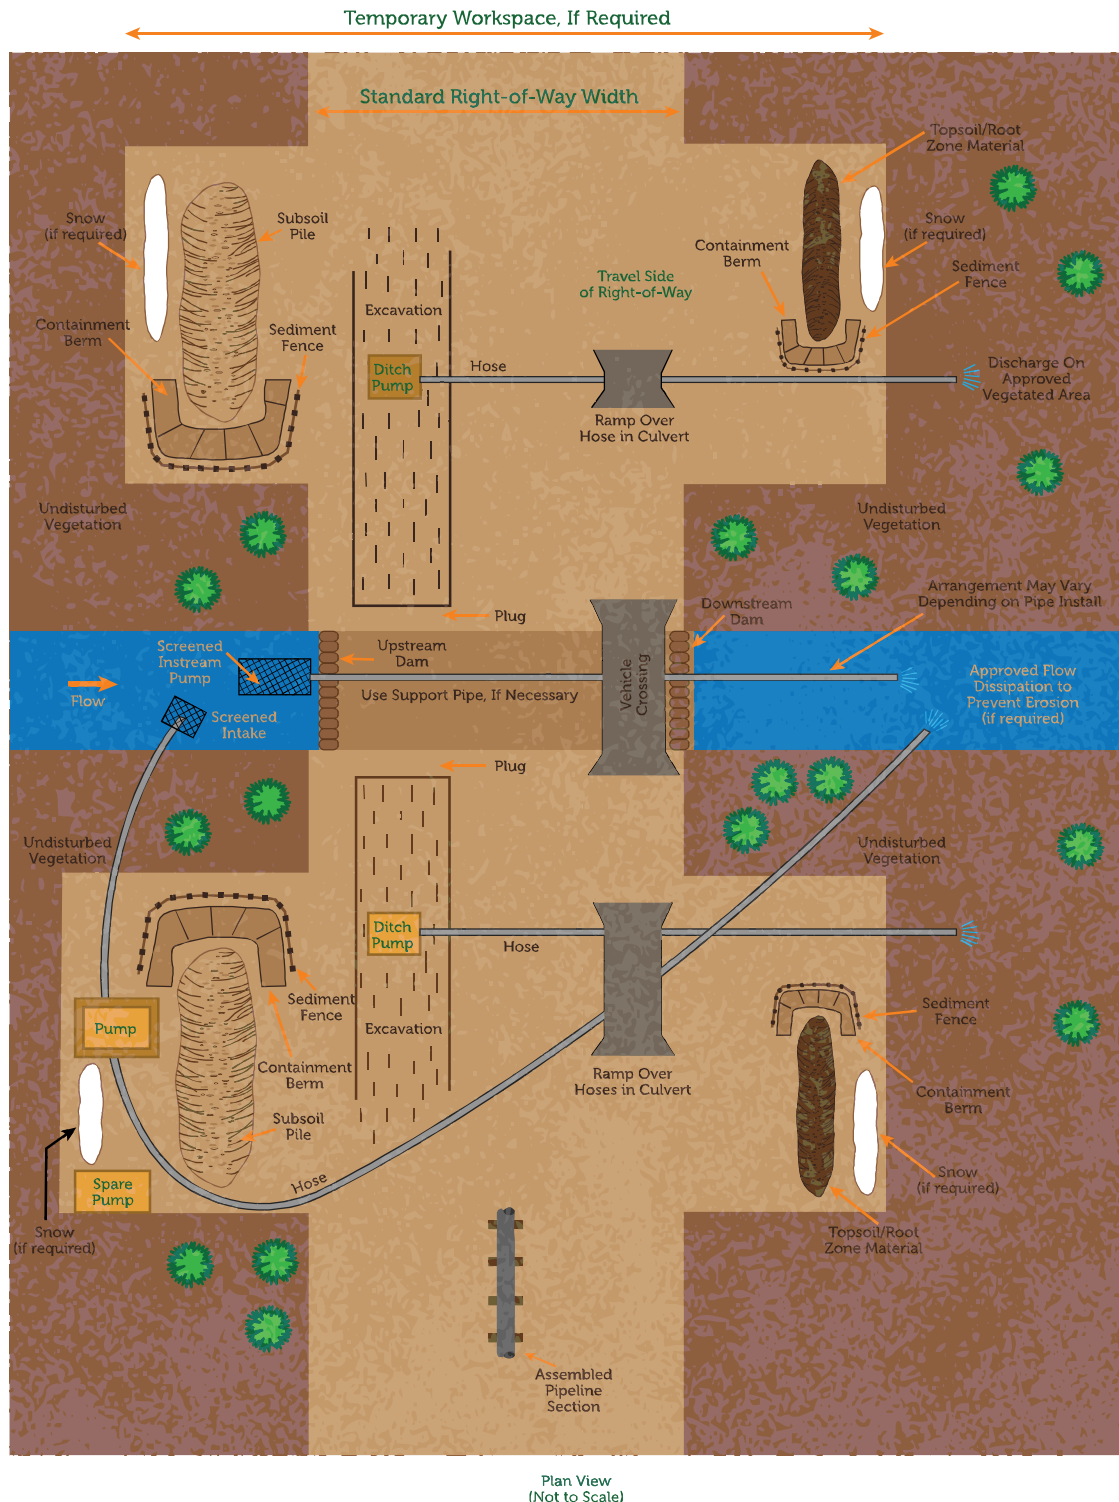 Temporary Workspace, If Required
Standard Right-of-Way Width
Topsoil/Root
Zone Material
Snow
(if required)
Subsoil
Pile
Containment
Berm
Snow
(if required)
Sediment
Fence
Travel Side
of Right-of-Way
Containment
Berm
Sediment
Fence
Excavation
Ditch
Pump
Hose
Discharge On
Approved
Vegetated Area
Ramp Over
Hose in Culvert
Undisturbed
Vegetation
Undisturbed
Vegetation
Arrangement May Vary
Depending on Pipe Install
Plug
Downstream
Dam
Screened
Instream
Pump
Upstream
Dam
Vehicle
Crossing
Flow
Use Support Pipe, If Necessary
Approved Flow
Dissipation to
Prevent Erosion
(if required)
Screened
Intake
Plug
Undisturbed
Vegetation
Undisturbed
Vegetation
Ditch
Pump
Hose
Sediment
Fence
Sediment
Fence
Pump
Excavation
Containment
Berm
Ramp Over
Hoses in Culvert
Containment
Berm
Subsoil
Pile
Spare
Pump
Hose
Snow
(if required)
Snow
(if required)
Topsoil/Root
Zone Material
Assembled
Pipeline
Section
Plan View
(Not to Scale)